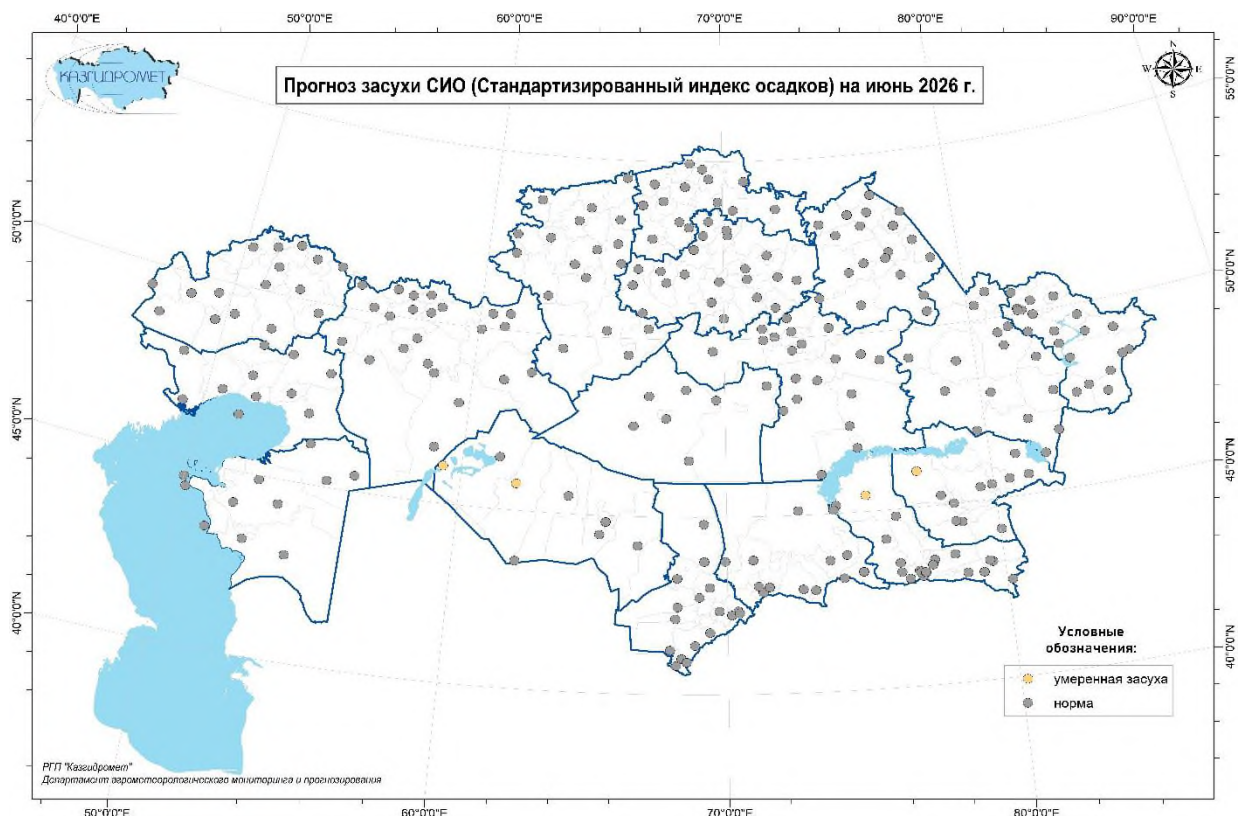 40°0'0"E 50°0'0"E 60°0'0"E 70°0'0"E 80°0'0"E 90°0'0"E
КАЗГИДРОМЕТ
Прогноз засухи СИО (Стандартизированный индекс осадков) на июнь 2026 г.
N
W E
S
55°0'0"N
50°0'0"N 50°0'0"N
45°0'0"N 45°0'0"N
40°0'0"N 40°0'0"N
Условные
обозначения:
умеренная засуха
норма
РГП "Казгидромет"
Департамент агрометеорологического мониторинга и прогнозирования
50°0'0"E 60°0'0"E 70°0'0"E 80°0'0"E